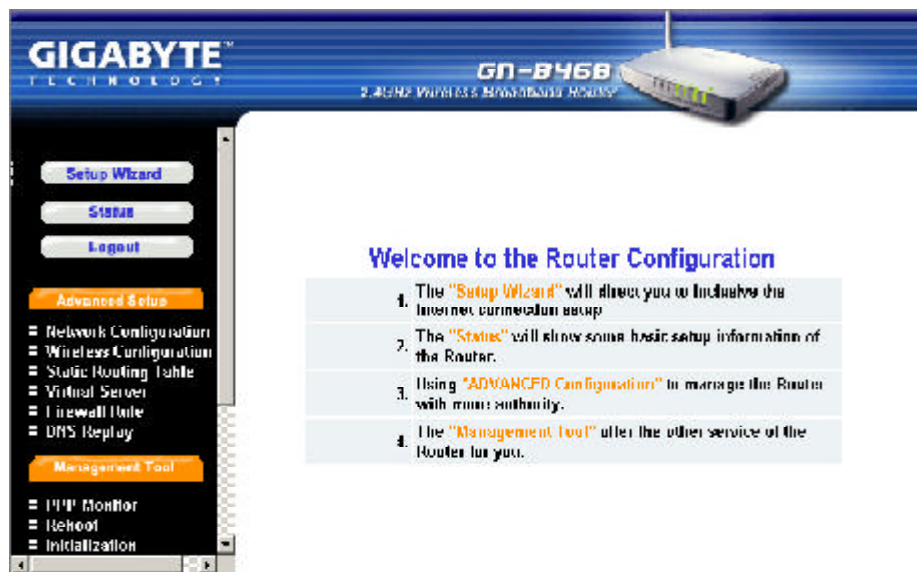 GIGABYTE™
TECHNOLOGY
GN-B46B
2.4GHz Wireless Broadband Router
Setup Wizard
Status
Logout
Advanced Setup
Network Configuration
Wireless Configuration
Static Routing Table
Virtual Server
Firewall Rule
DNS Replay
Management Tool
PPP Monitor
Reboot
Initialization
Welcome to the Router Configuration
1. The "Setup Wizard" will direct you to inclusive the
Internet connection setup
2. The "Status" will show some basic setup information of
the Router.
3. Using "ADVANCED Configuration" to manage the Router
with more authority.
4. The "Management Tool" offer the other service of the
Router for you.